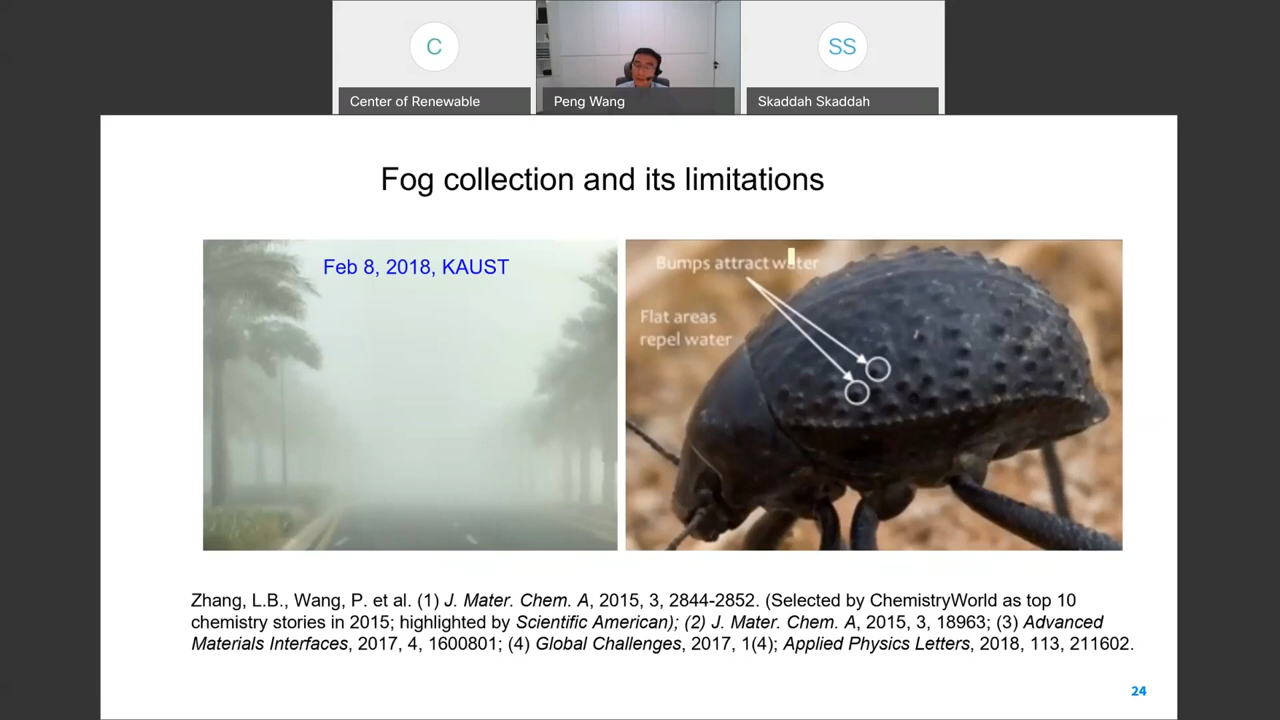 C
SS
Center of Renewable
Peng Wang
Skaddah Skaddah
Fog collection and its limitations
Feb 8, 2018, KAUST
Bumps attract water
Flat areas
repel water
Zhang, L.B., Wang, P. et al. (1) J. Mater. Chem. A, 2015, 3, 2844-2852. (Selected by ChemistryWorld as top 10
chemistry stories in 2015; highlighted by Scientific American); (2) J. Mater. Chem. A, 2015, 3, 18963; (3) Advanced
Materials Interfaces, 2017, 4, 1600801; (4) Global Challenges, 2017, 1(4); Applied Physics Letters, 2018, 113, 211602.
24